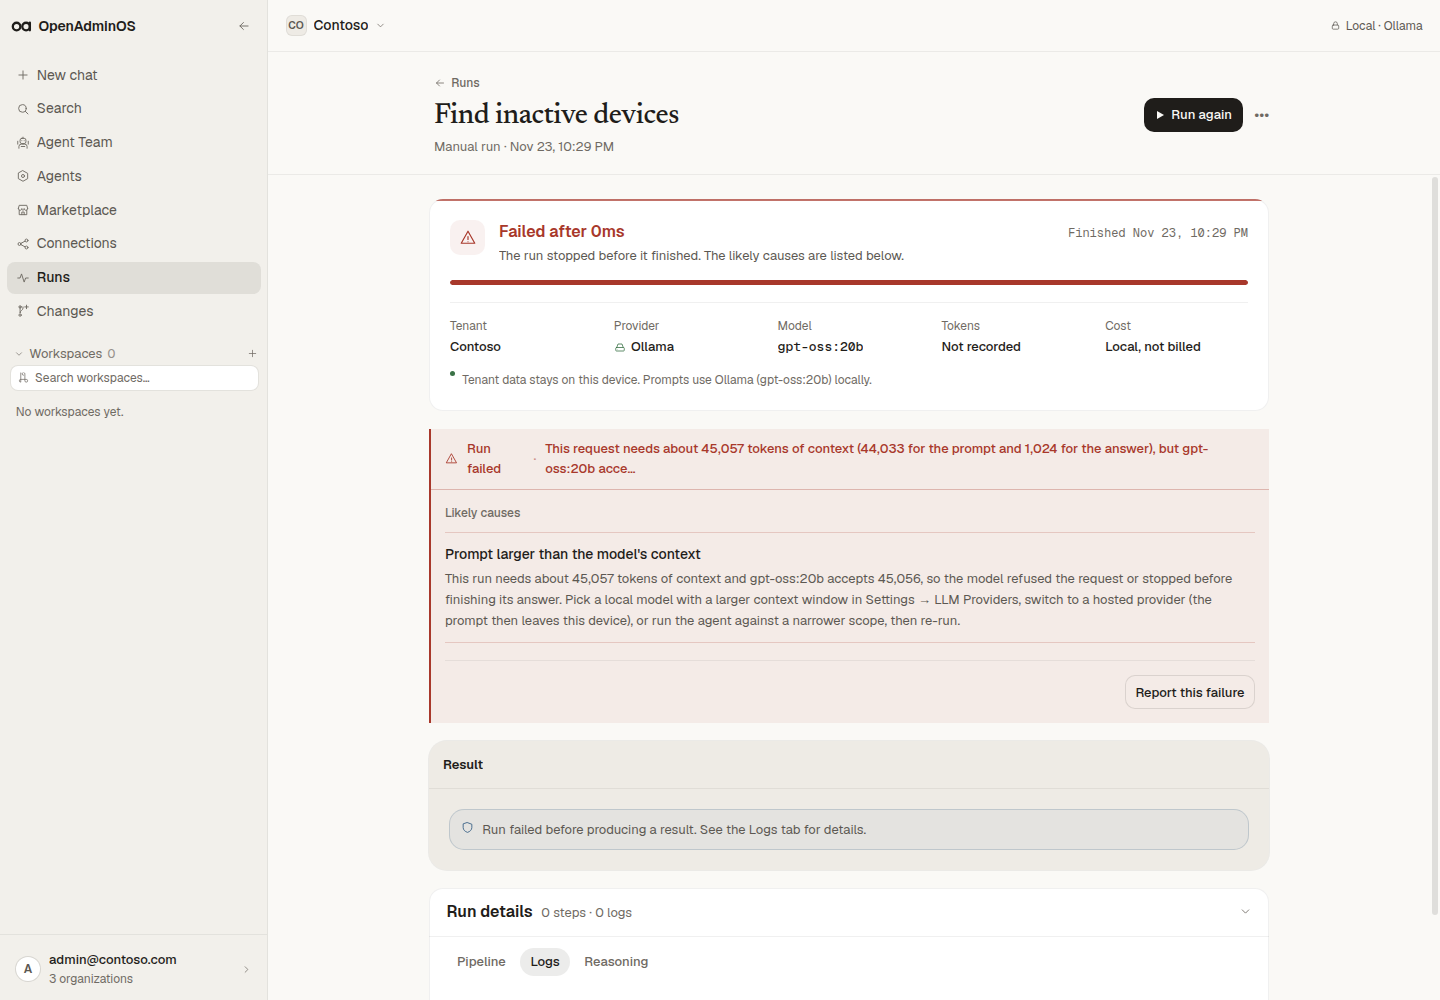 OpenAdminOS
New chat
Search
Agent Team
Agents
Marketplace
Connections
Runs
Changes
Workspaces 0
Search workspaces...
No workspaces yet.
A
admin@contoso.com
3 organizations
CO Contoso
Local · Ollama
Runs
Find inactive devices
Manual run · Nov 23, 10:29 PM
Run again
Failed after 0ms
Finished Nov 23, 10:29 PM
The run stopped before it finished. The likely causes are listed below.
Tenant
Contoso
Provider
Ollama
Model
gpt-oss:20b
Tokens
Not recorded
Cost
Local, not billed
Tenant data stays on this device. Prompts use Ollama (gpt-oss:20b) locally.
Run failed
· This request needs about 45,057 tokens of context (44,033 for the prompt and 1,024 for the answer), but gpt-
oss:20b acce...
Likely causes
Prompt larger than the model's context
This run needs about 45,057 tokens of context and gpt-oss:20b accepts 45,056, so the model refused the request or stopped before
finishing its answer. Pick a local model with a larger context window in Settings → LLM Providers, switch to a hosted provider (the
prompt then leaves this device), or run the agent against a narrower scope, then re-run.
Report this failure
Result
Run failed before producing a result. See the Logs tab for details.
Run details 0 steps · 0 logs
Pipeline Logs Reasoning